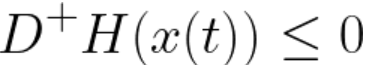 D⁺H(x(t)) ≤ 0